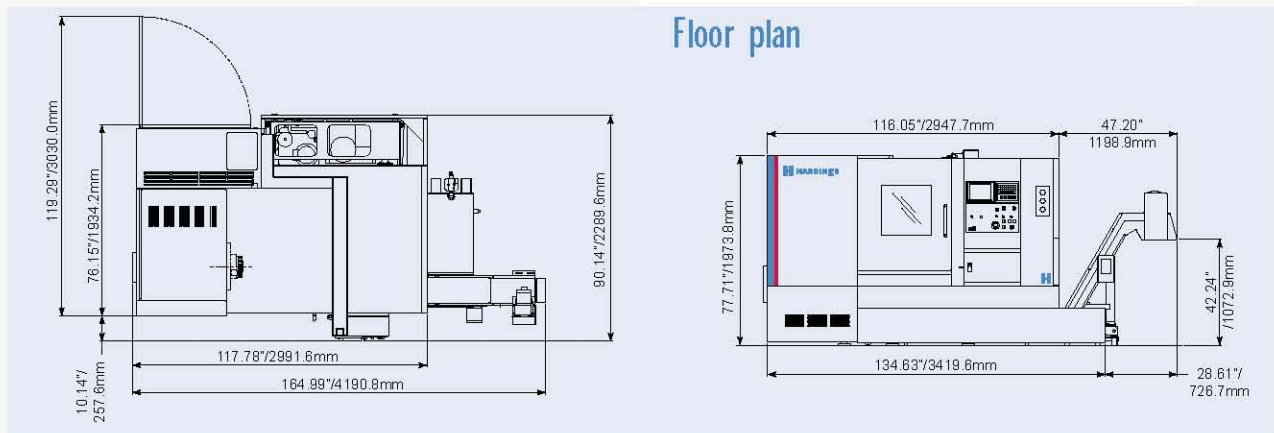 Floor plan
119.29"/3030.0mm
76.15"/1934.2mm
90.14"/2289.6mm
117.78"/2991.6mm
164.99"/4190.8mm
10.14"/
257.6mm
116.05"/2947.7mm
47.20"
1198.9mm
HARDINGE
77.71"/1973.8mm
42.24"
/1072.9mm
134.63"/3419.6mm
28.61"/
726.7mm